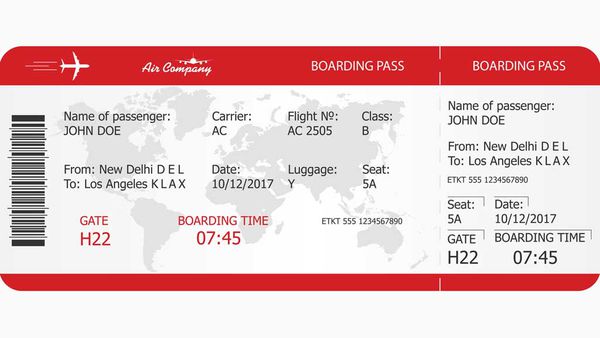 Air Company
BOARDING PASS
Name of passenger:
JOHN DOE
Carrier:
AC
Flight Nº:
AC 2505
Class:
B
From: New Delhi D E L
To: Los Angeles K L A X
Date:
10/12/2017
Luggage:
Y
Seat:
5A
GATE
H22
BOARDING TIME
07:45
ETKT 555 1234567890
BOARDING PASS
Name of passenger:
JOHN DOE
From: New Delhi D E L
To: Los Angeles K L A X
ETKT 555 1234567890
Seat:
5A
Date:
10/12/2017
GATE
H22
BOARDING TIME
07:45